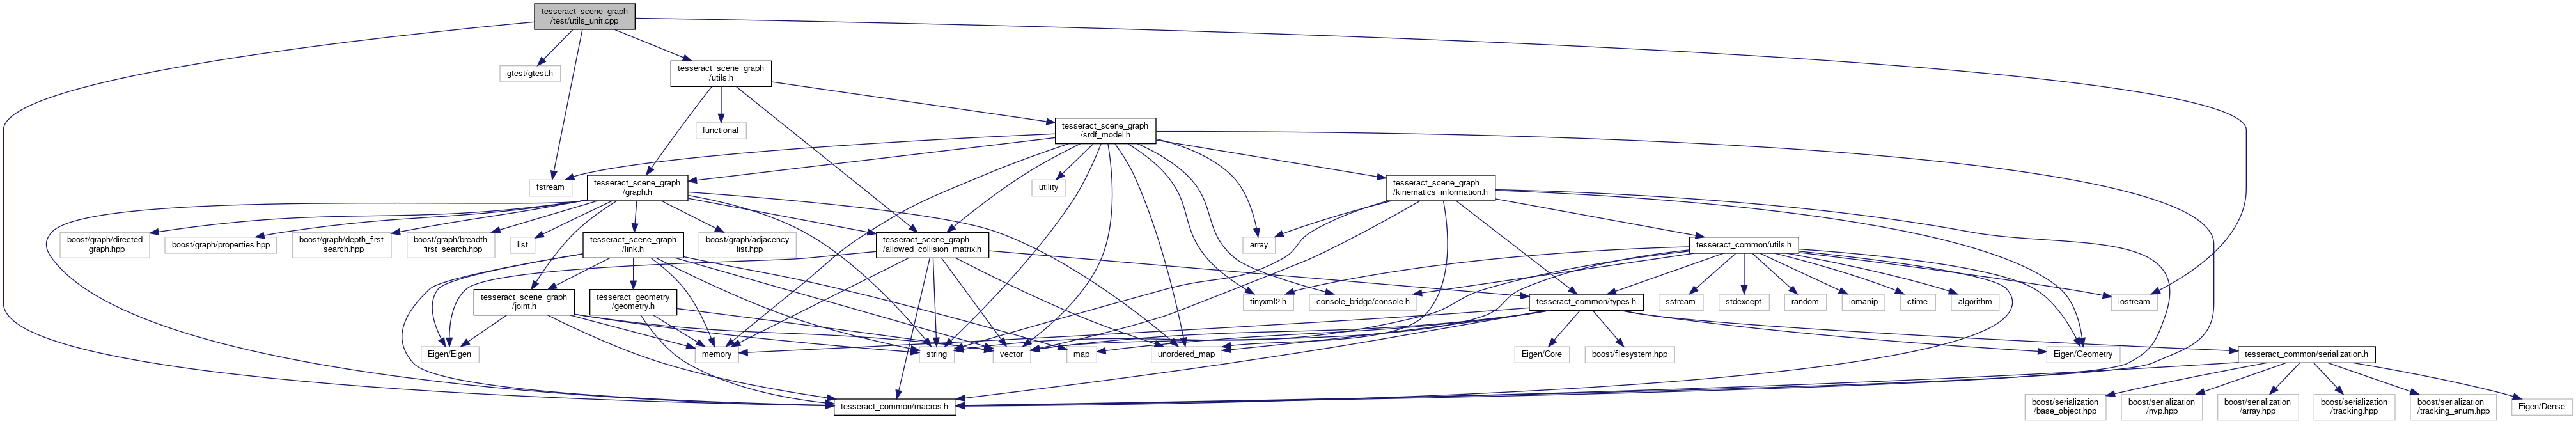 tesseract_scene_graph
/test/utils_unit.cpp
gtest/gtest.h
tesseract_scene_graph
/utils.h
functional
tesseract_scene_graph
/srdf_model.h
fstream
tesseract_scene_graph
/graph.h
utility
tesseract_scene_graph
/kinematics_information.h
boost/graph/directed
_graph.hpp
boost/graph/properties.hpp
boost/graph/depth_first
_search.hpp
boost/graph/breadth
_first_search.hpp
list
tesseract_scene_graph
/link.h
boost/graph/adjacency
_list.hpp
tesseract_scene_graph
/allowed_collision_matrix.h
array
tesseract_common/utils.h
tesseract_scene_graph
/joint.h
tesseract_geometry
/geometry.h
tinyxml2.h
console_bridge/console.h
tesseract_common/types.h
sstream
stdexcept
random
iomanip
ctime
algorithm
iostream
Eigen/Eigen
memory
string
vector
map
unordered_map
Eigen/Core
boost/filesystem.hpp
Eigen/Geometry
tesseract_common/serialization.h
tesseract_common/macros.h
boost/serialization
/base_object.hpp
boost/serialization
/nvp.hpp
boost/serialization
/array.hpp
boost/serialization
/tracking.hpp
boost/serialization
/tracking_enum.hpp
Eigen/Dense